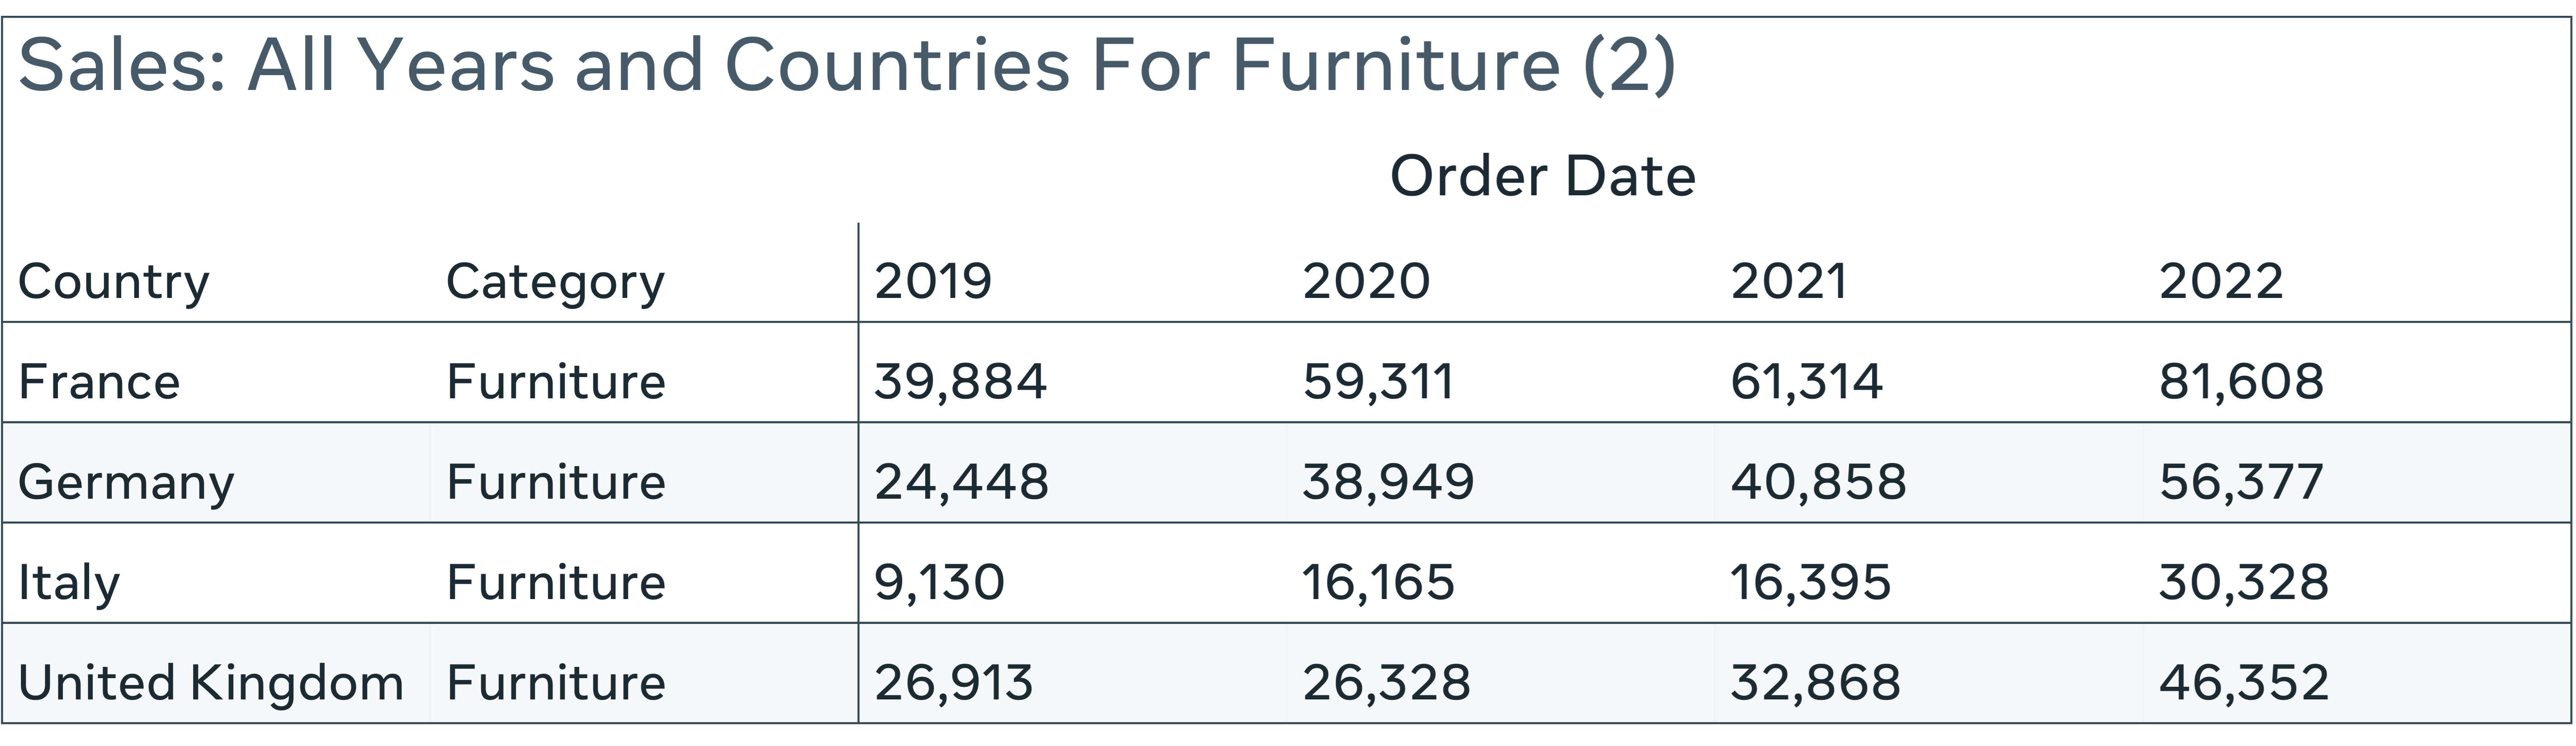 Sales: All Years and Countries For Furniture (2)
Order Date
Country Category 2019 2020 2021 2022
France Furniture 39,884 59,311 61,314 81,608
Germany Furniture 24,448 38,949 40,858 56,377
Italy Furniture 9,130 16,165 16,395 30,328
United Kingdom Furniture 26,913 26,328 32,868 46,352